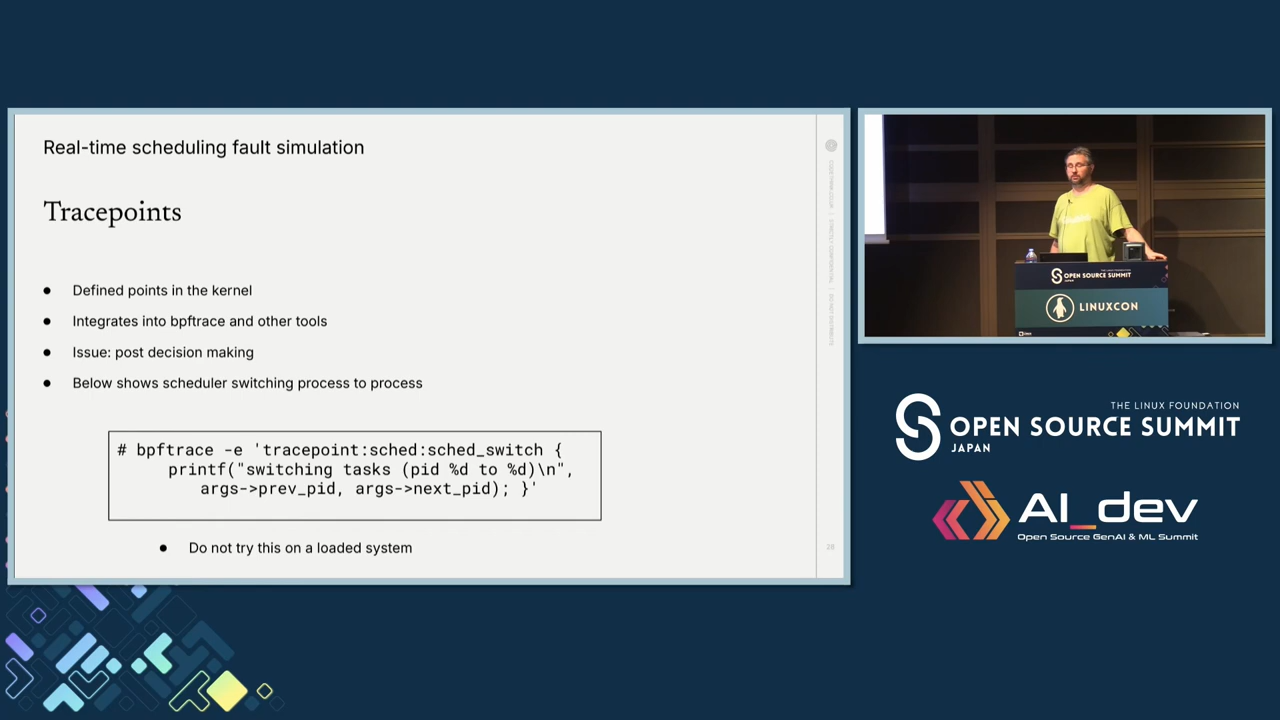 Real-time scheduling fault simulation
Tracepoints
● Defined points in the kernel
● Integrates into bpftrace and other tools
● Issue: post decision making
● Below shows scheduler switching process to process
# bpftrace -e 'tracepoint:sched:sched_switch {
printf("switching tasks (pid %d to %d)\n",
args->prev_pid, args->next_pid); }'
● Do not try this on a loaded system
28
OPEN SOURCE SUMMIT
JAPAN
LINUXCON
THE LINUX FOUNDATION
OPEN SOURCE SUMMIT
JAPAN
AI_dev
Open Source GenAI & ML Summit